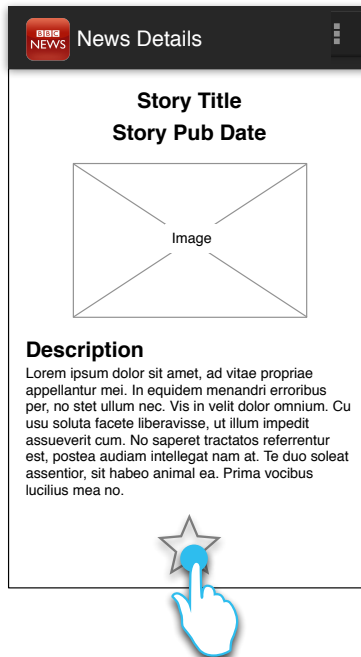 BBC
NEWS
News Details
Story Title
Story Pub Date
Image
Description
Lorem ipsum dolor sit amet, ad vitae propriae
appellantur mei. In equidem menandri erroribus
per, no stet ullum nec. Vis in velit dolor omnium. Cu
usu soluta facete liberavisse, ut illum impedit
assueverit cum. No saperet tractatos referrentur
est, postea audiam intellegat nam at. Te duo soleat
assentior, sit habeo animal ea. Prima vocibus
lucilius mea no.